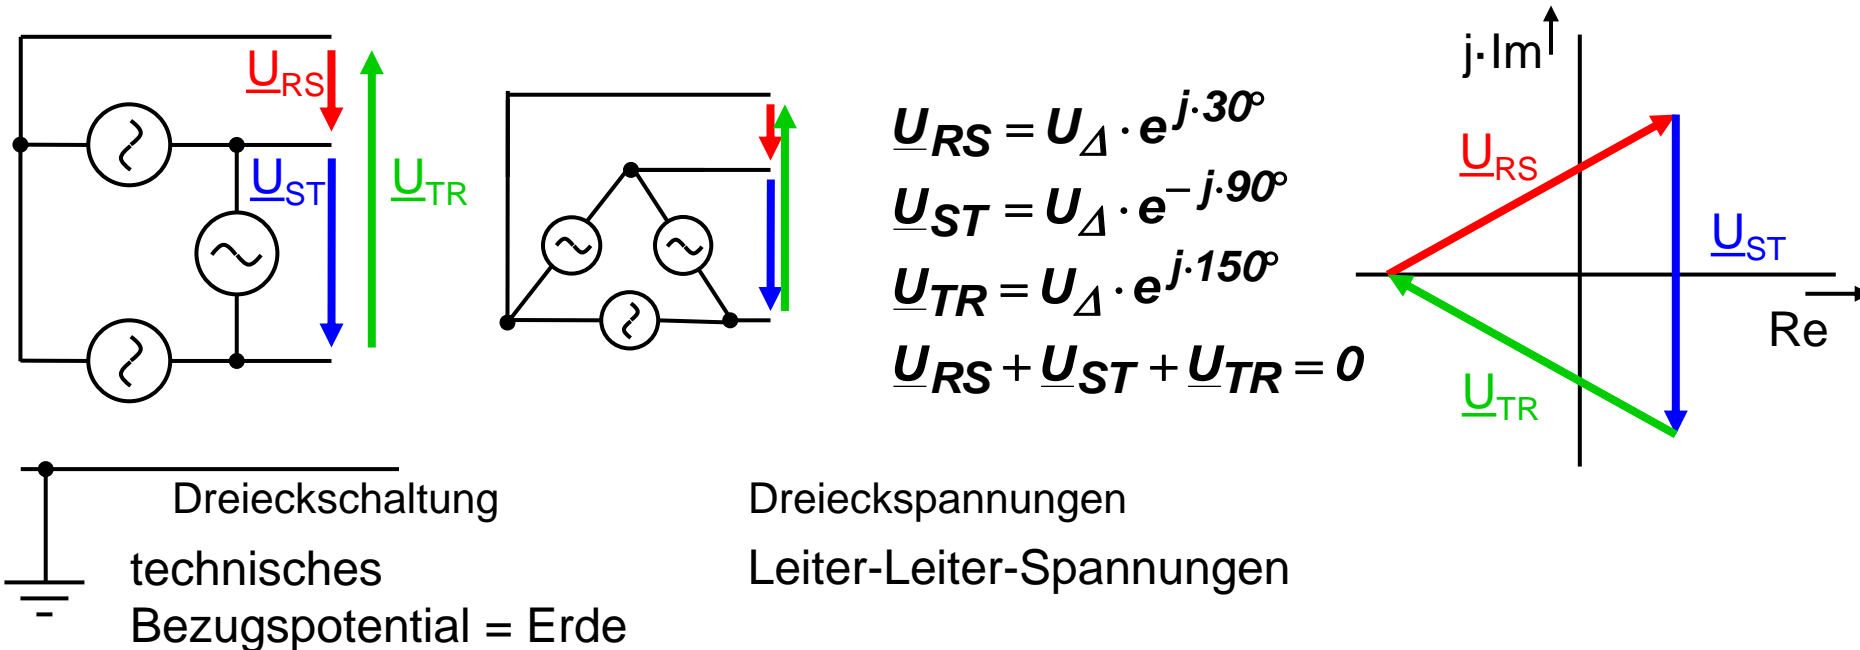 U_RS
U_ST
U_TR
U_RS = U_Δ · e^{j·30°}
U_ST = U_Δ · e^{−j·90°}
U_TR = U_Δ · e^{j·150°}
U_RS + U_ST + U_TR = 0
j·Im
U_RS
U_ST
Re
U_TR
Dreieckschaltung
Dreieckspannungen
technisches
Bezugspotential = Erde
Leiter-Leiter-Spannungen